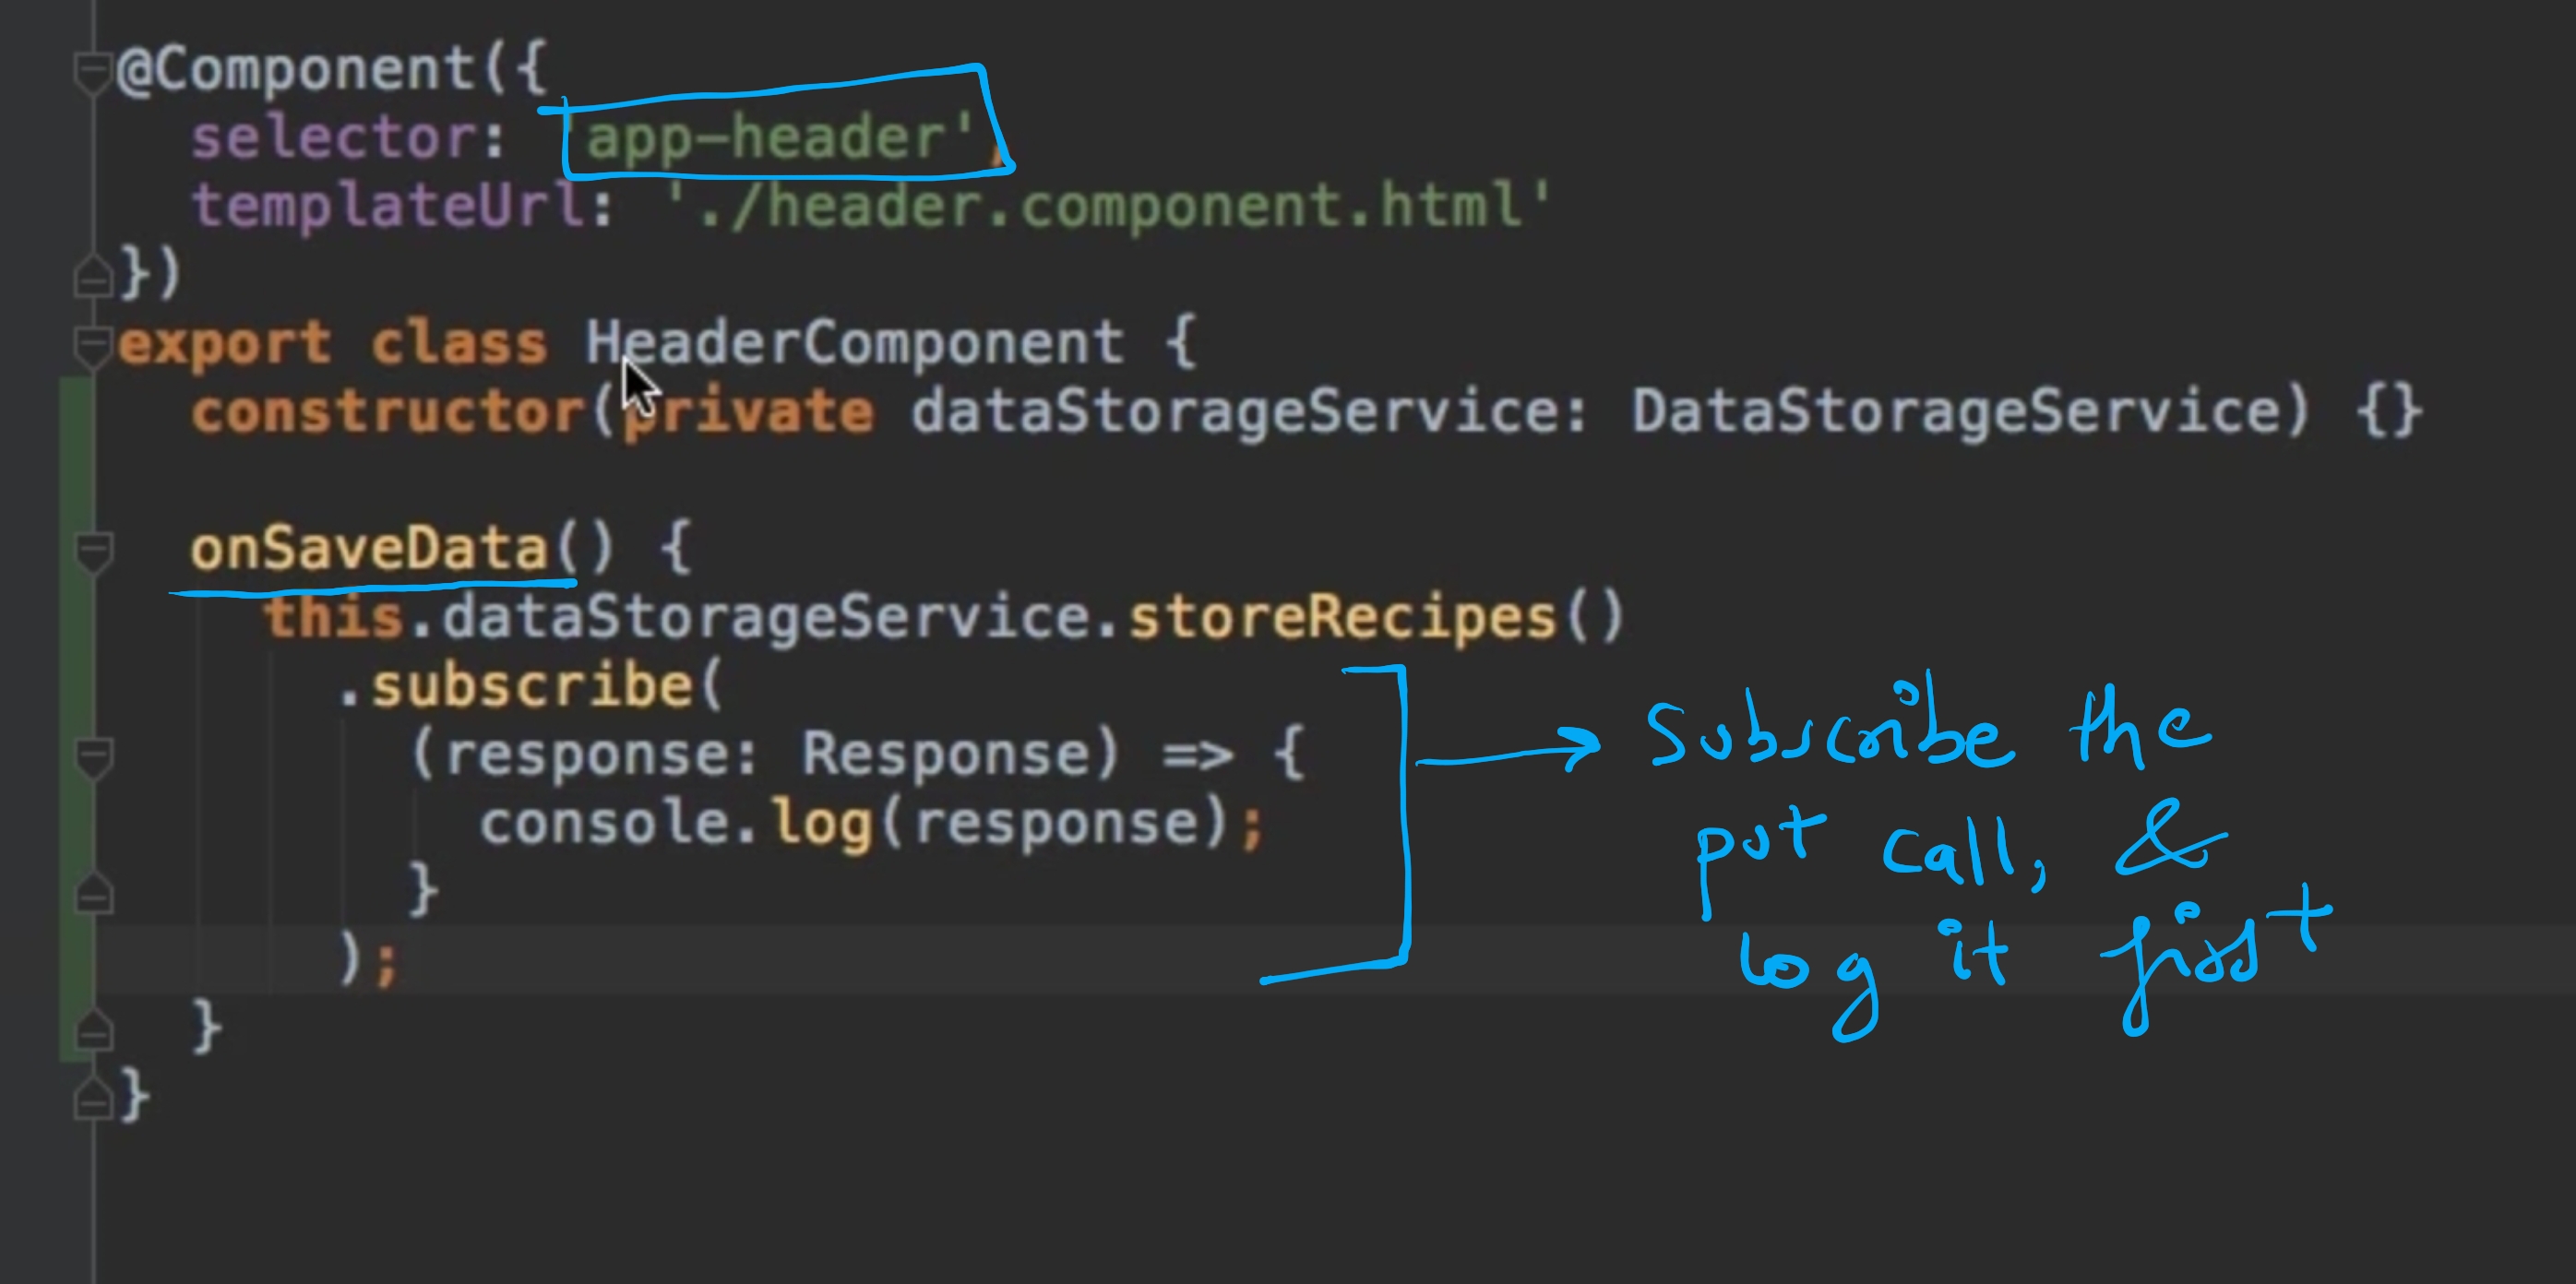 @Component({
selector: 'app-header',
templateUrl: './header.component.html'
})
export class HeaderComponent {
constructor(private dataStorageService: DataStorageService) {}
onSaveData() {
this.dataStorageService.storeRecipes()
.subscribe(
(response: Response) => {
console.log(response);
}
);
}
}
Subscribe the
put call, &
log it first